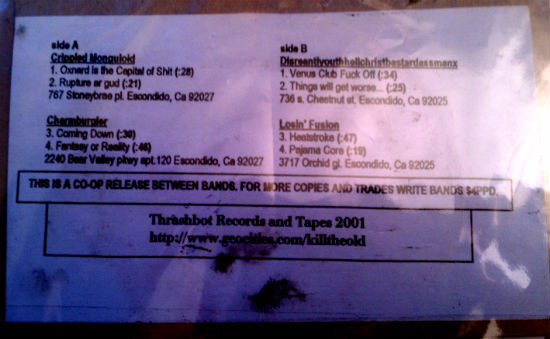 side A
Crippled Monguloid
1. Oxnard is the Capital of Shit (:28)
2. Rupture ar gud (:21)
767 Stoneybrae pl. Escondido, Ca 92027
Charmburgler
3. Coming Down (:30)
4. Fantasy or Reality (:46)
2240 Bear Valley pkwy apt.120 Escondido, Ca 92027
side B
1. Venus Club Fuck Off (:34)
2. Things will get worse... (:25)
736 s. Chestnut st. Escondido, Ca 92025
Losin' Fusion
3. Heatstroke (:47)
4. Pajama Core (:19)
3717 Orchid gl. Escondido, Ca 92025
THIS IS A CO-OP RELEASE BETWEEN BANDS. FOR MORE COPIES AND TRADES WRITE BANDS $4PPD.
Thrashbot Records and Tapes 2001
http://www.geocities.com/killtheold